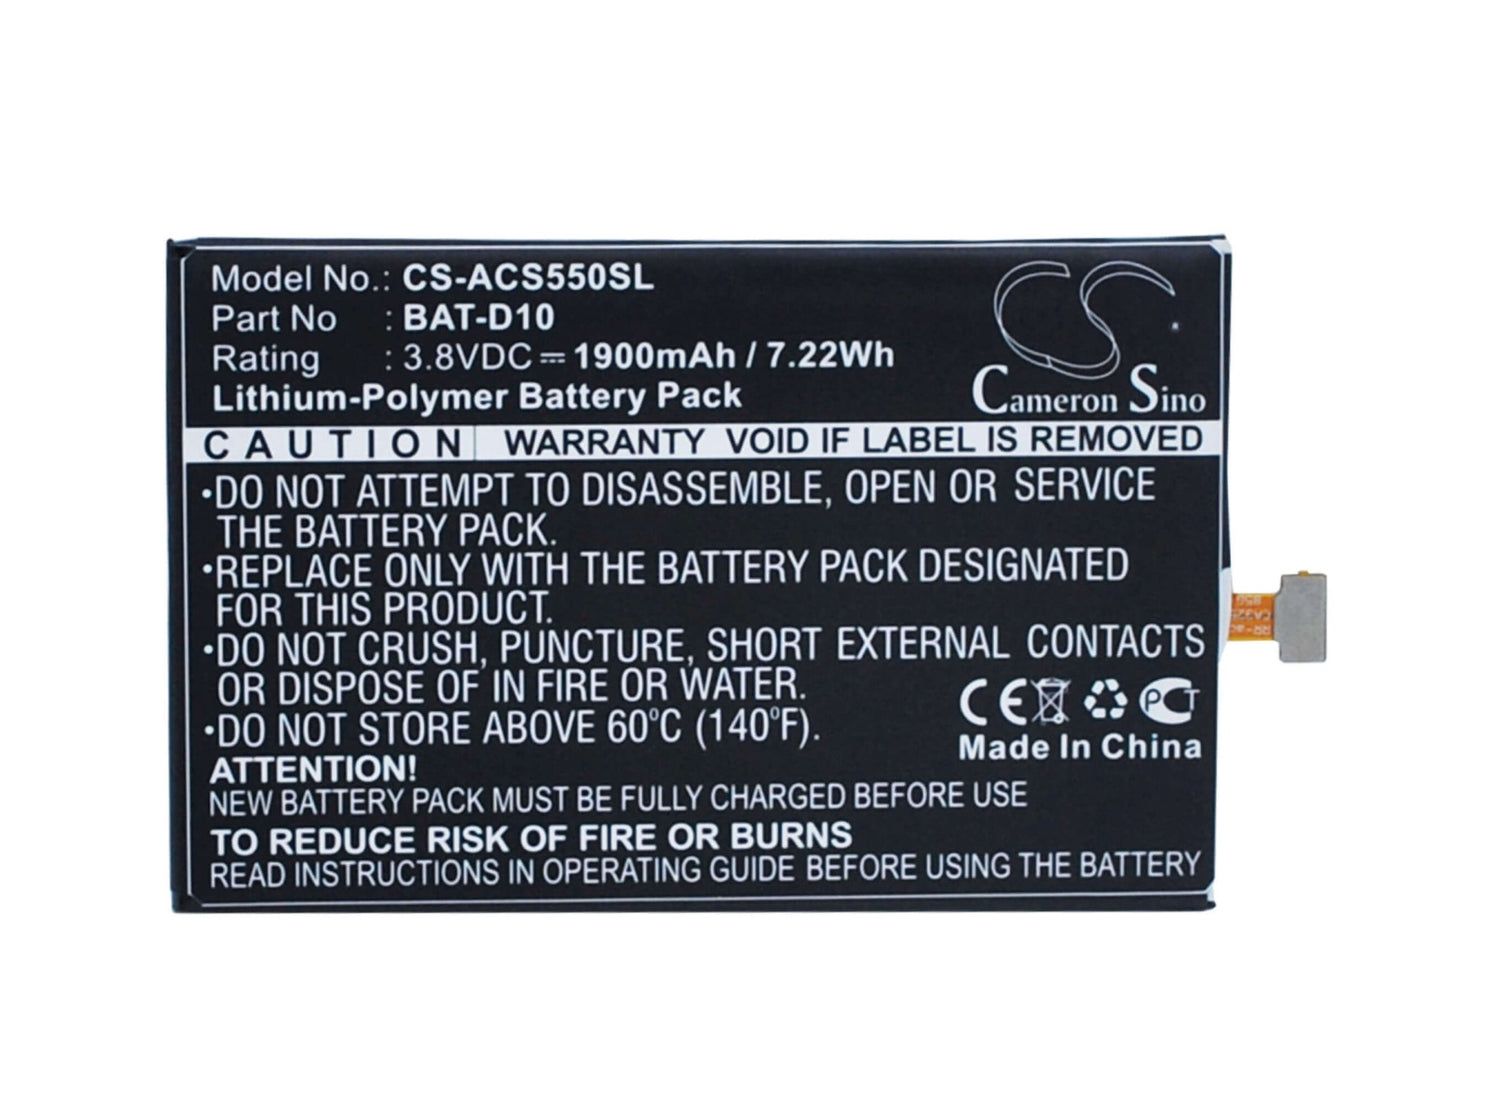 Model No.: CS-ACS550SL
Part No : BAT-D10
Rating : 3.8VDC ⎓ 1900mAh / 7.22Wh
Lithium-Polymer Battery Pack
CS
Cameron Sino
CAUTION WARRANTY VOID IF LABEL IS REMOVED
•DO NOT ATTEMPT TO DISASSEMBLE, OPEN OR SERVICE
THE BATTERY PACK.
•REPLACE ONLY WITH THE BATTERY PACK DESIGNATED
FOR THIS PRODUCT.
•DO NOT CRUSH, PUNCTURE, SHORT EXTERNAL CONTACTS
OR DISPOSE OF IN FIRE OR WATER.
•DO NOT STORE ABOVE 60°C (140°F).
CE PCT
Made In China
ATTENTION!
NEW BATTERY PACK MUST BE FULLY CHARGED BEFORE USE
TO REDUCE RISK OF FIRE OR BURNS
READ INSTRUCTIONS IN OPERATING GUIDE BEFORE USING THE BATTERY